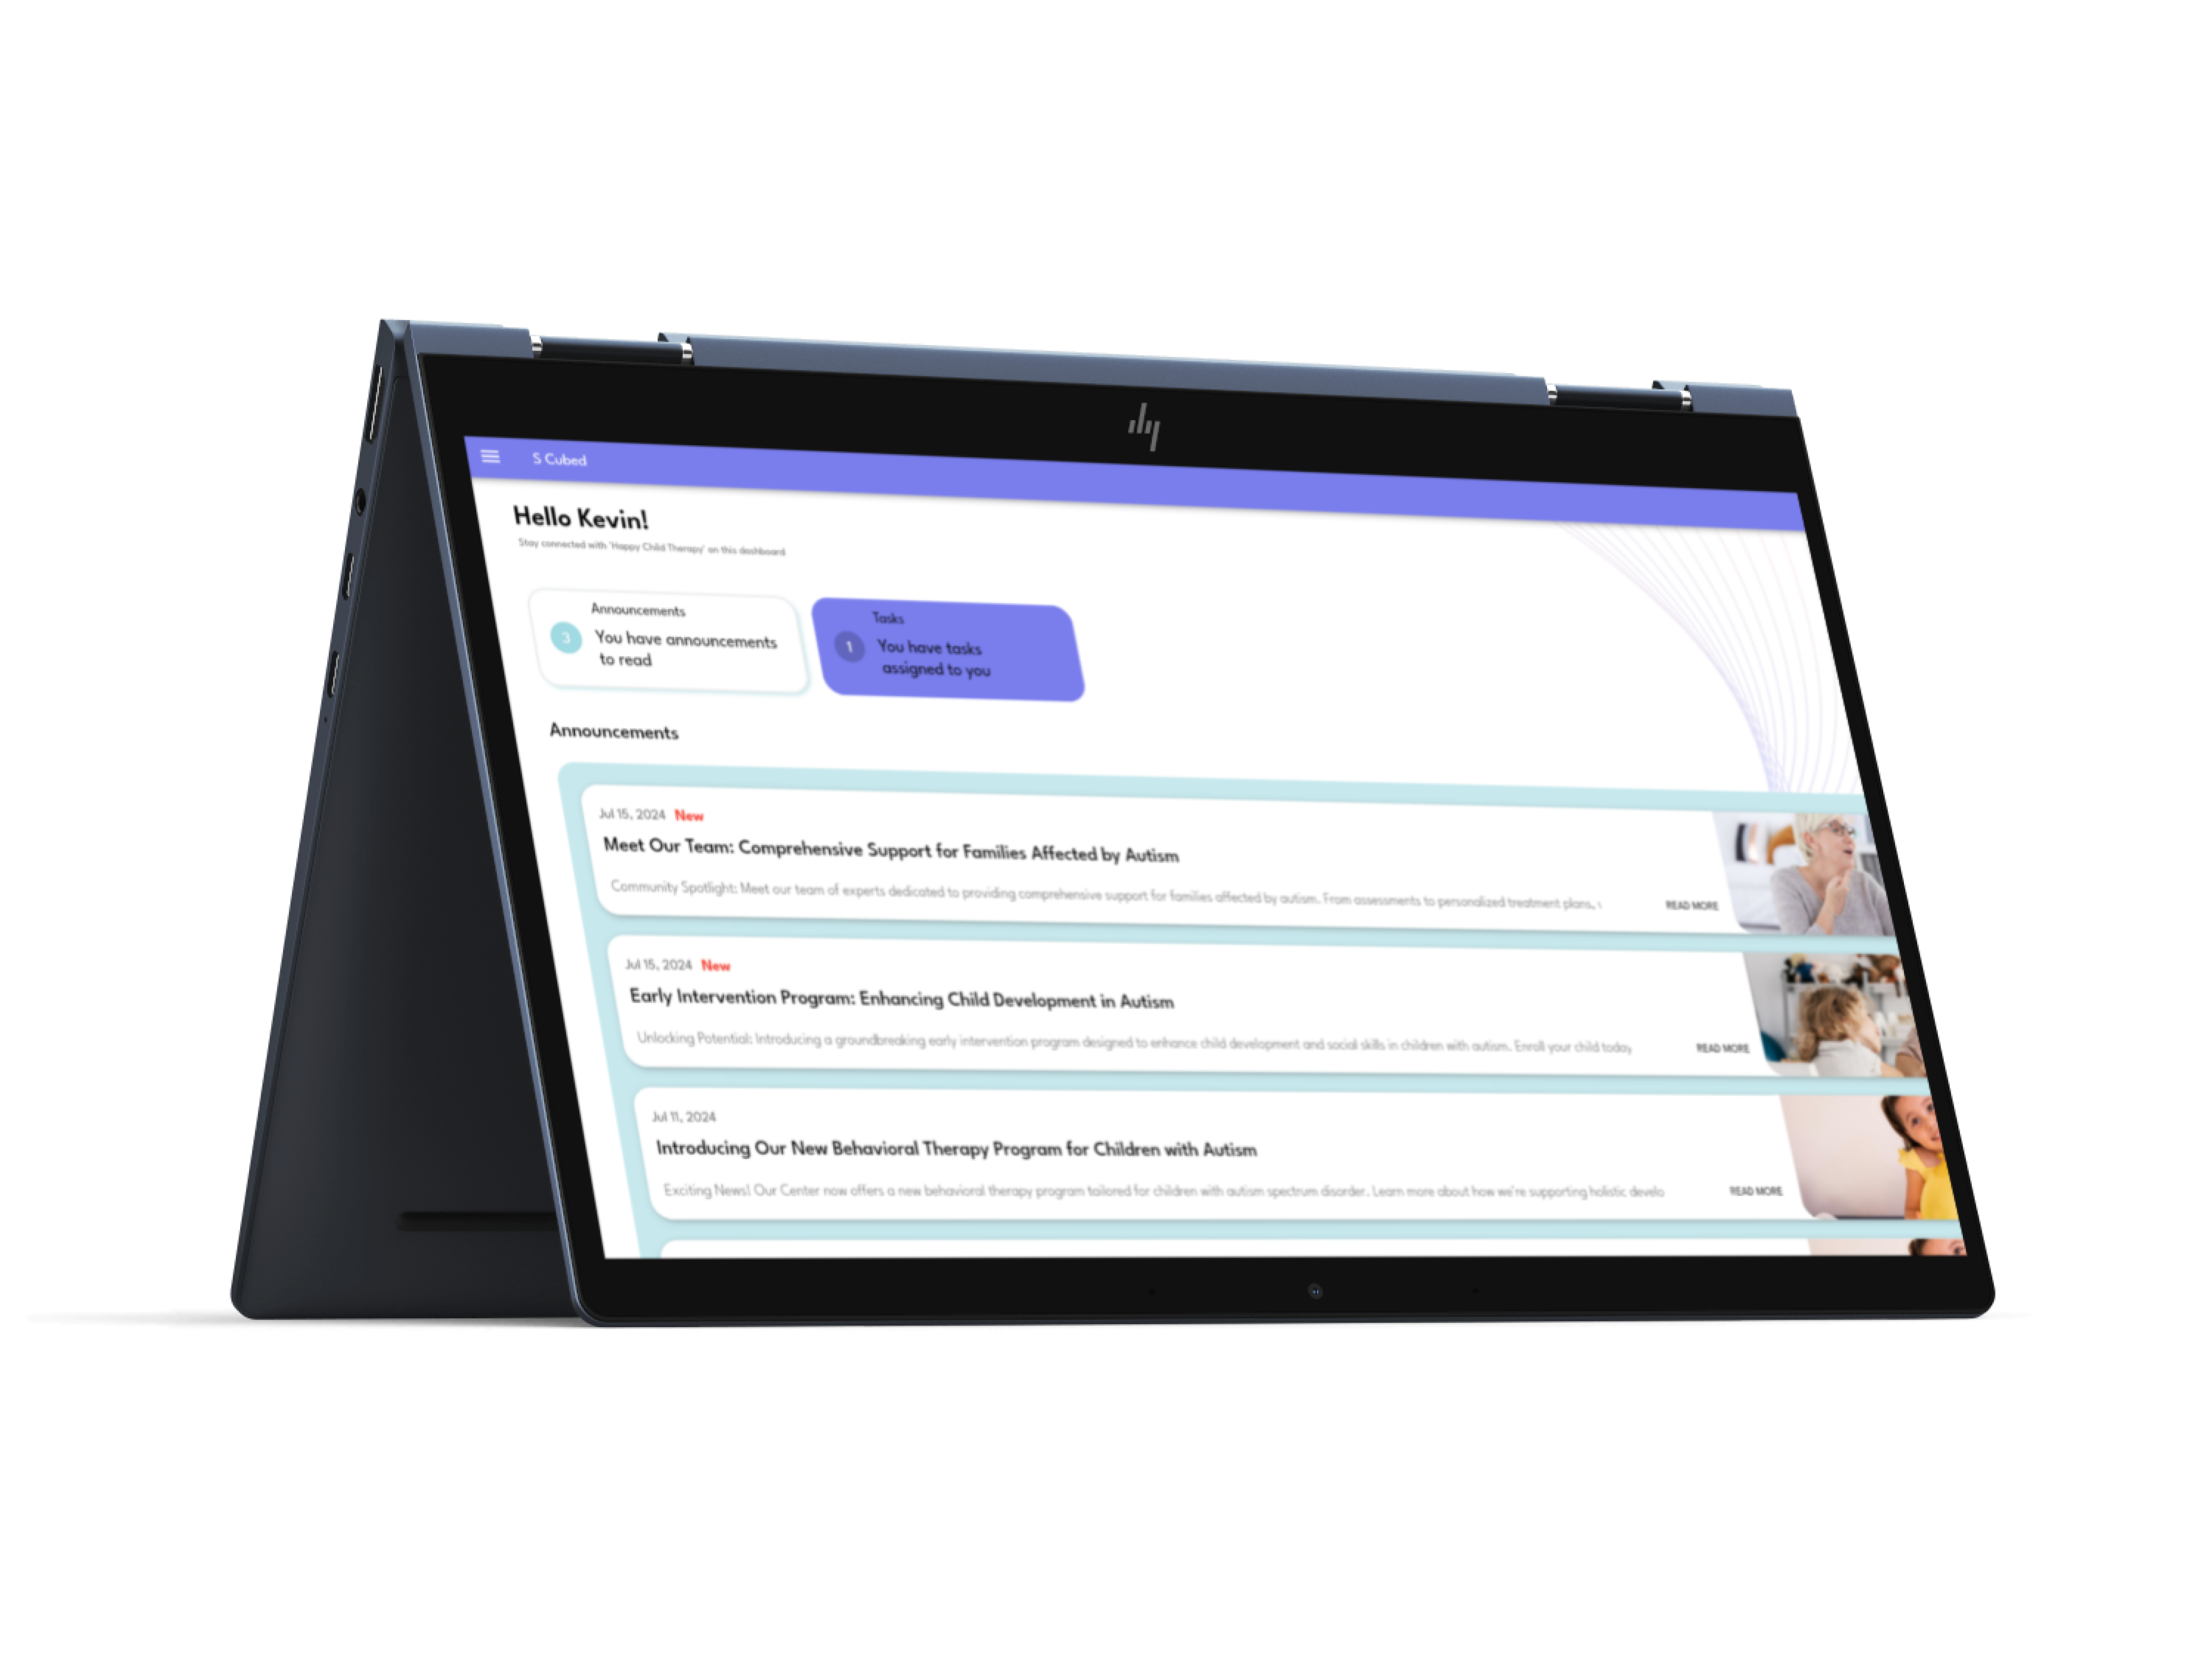 hp
S Cubed
Hello Kevin!
Stay connected with 'Happy Child Therapy' on this dashboard
Announcements
3
You have announcements
to read
Tasks
1
You have tasks
assigned to you
Announcements
Jul 15, 2024 New
Meet Our Team: Comprehensive Support for Families Affected by Autism
Community Spotlight: Meet our team of experts dedicated to providing comprehensive support for families affected by autism. From assessments to personalized treatment plans,
READ MORE
Jul 15, 2024 New
Early Intervention Program: Enhancing Child Development in Autism
Unlocking Potential: Introducing a groundbreaking early intervention program designed to enhance child development and social skills in children with autism. Enroll your child today
READ MORE
Jul 11, 2024
Introducing Our New Behavioral Therapy Program for Children with Autism
Exciting News! Our Center now offers a new behavioral therapy program tailored for children with autism spectrum disorder. Learn more about how we're supporting holistic develo
READ MORE